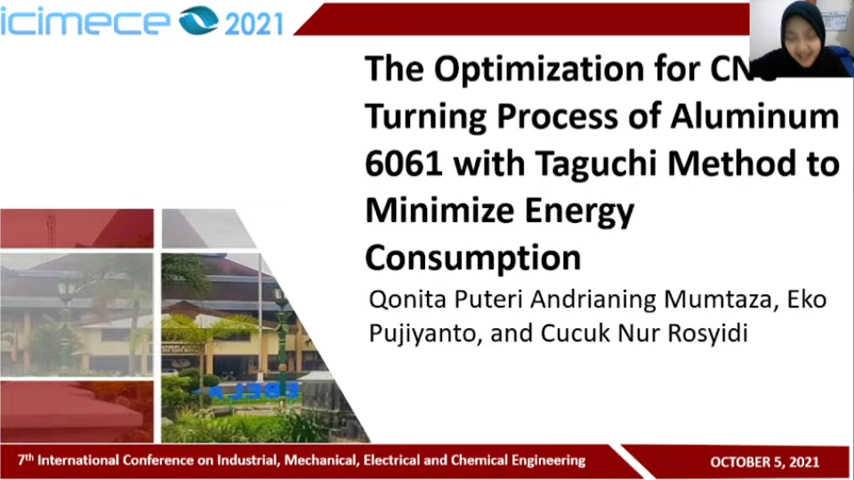 icimece 2021
The Optimization for CNC
Turning Process of Aluminum
6061 with Taguchi Method to
Minimize Energy
Consumption
Qonita Puteri Andrianing Mumtaza, Eko
Pujiyanto, and Cucuk Nur Rosyidi
7th International Conference on Industrial, Mechanical, Electrical and Chemical Engineering
OCTOBER 5, 2021